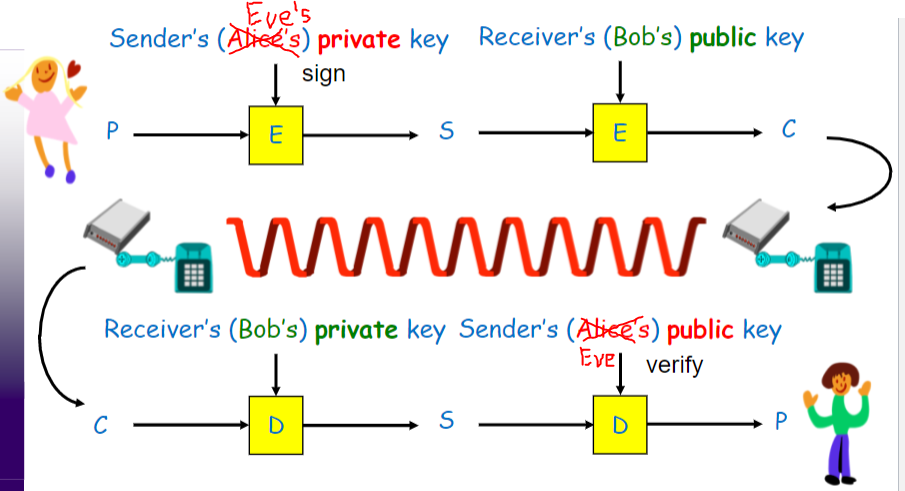 Eve's
Sender's (Alice's) private key
Receiver's (Bob's) public key
sign
P
E
S
E
C
Receiver's (Bob's) private key
Sender's (Alice's) public key
Eve
verify
C
D
S
D
P